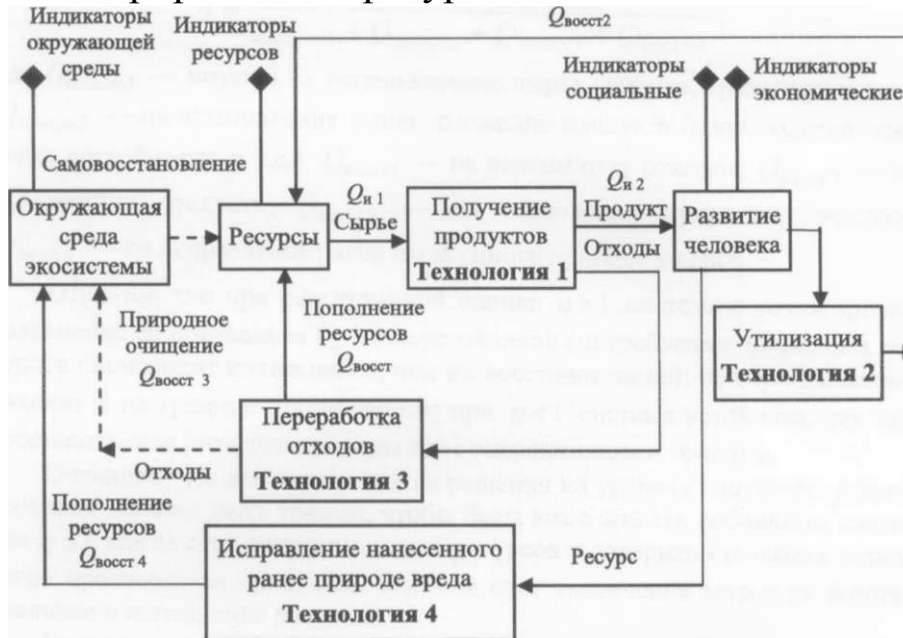 Индикаторы
окружающей
среды
Индикаторы
ресурсов
Qвосст2
Индикаторы
социальные
Индикаторы
экономические
Самовосстановление
Окружающая
среда
экосистемы
Ресурсы
Qи 1
Сырье
Получение
продуктов
Технология 1
Qи 2
Продукт
Отходы
Развитие
человека
Утилизация
Технология 2
Природное
очищение
Qвосст 3
Пополнение
ресурсов
Qвосст
Переработка
отходов
Технология 3
Отходы
Пополнение
ресурсов
Qвосст 4
Исправление нанесенного
ранее природе вреда
Технология 4
Ресурс